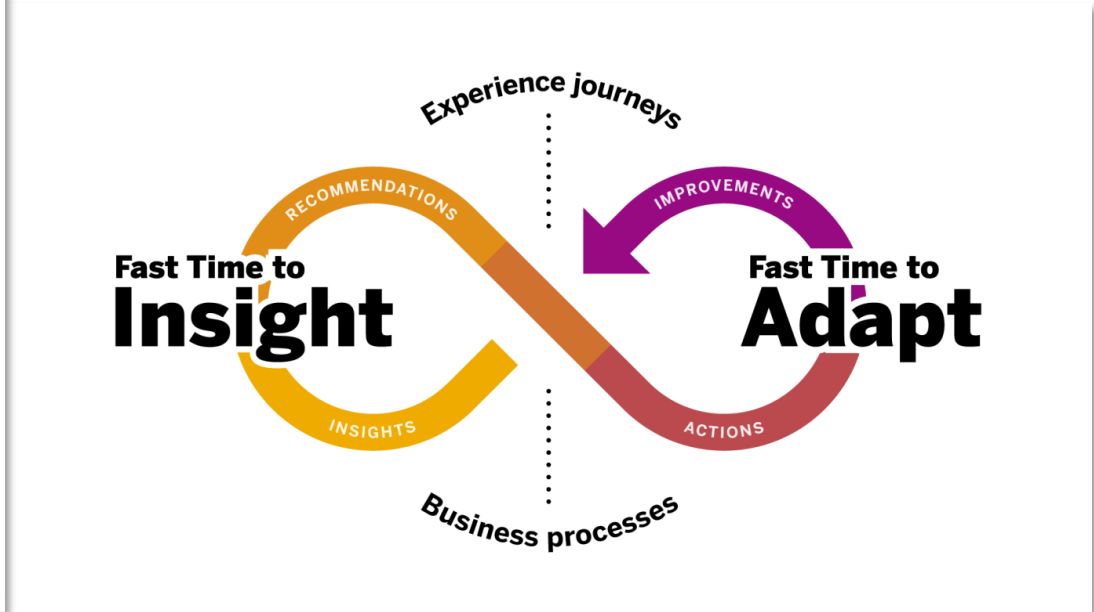 Experience journeys
RECOMMENDATIONS
IMPROVEMENTS
Fast Time to
Insight
Fast Time to
Adapt
INSIGHTS
ACTIONS
Business processes